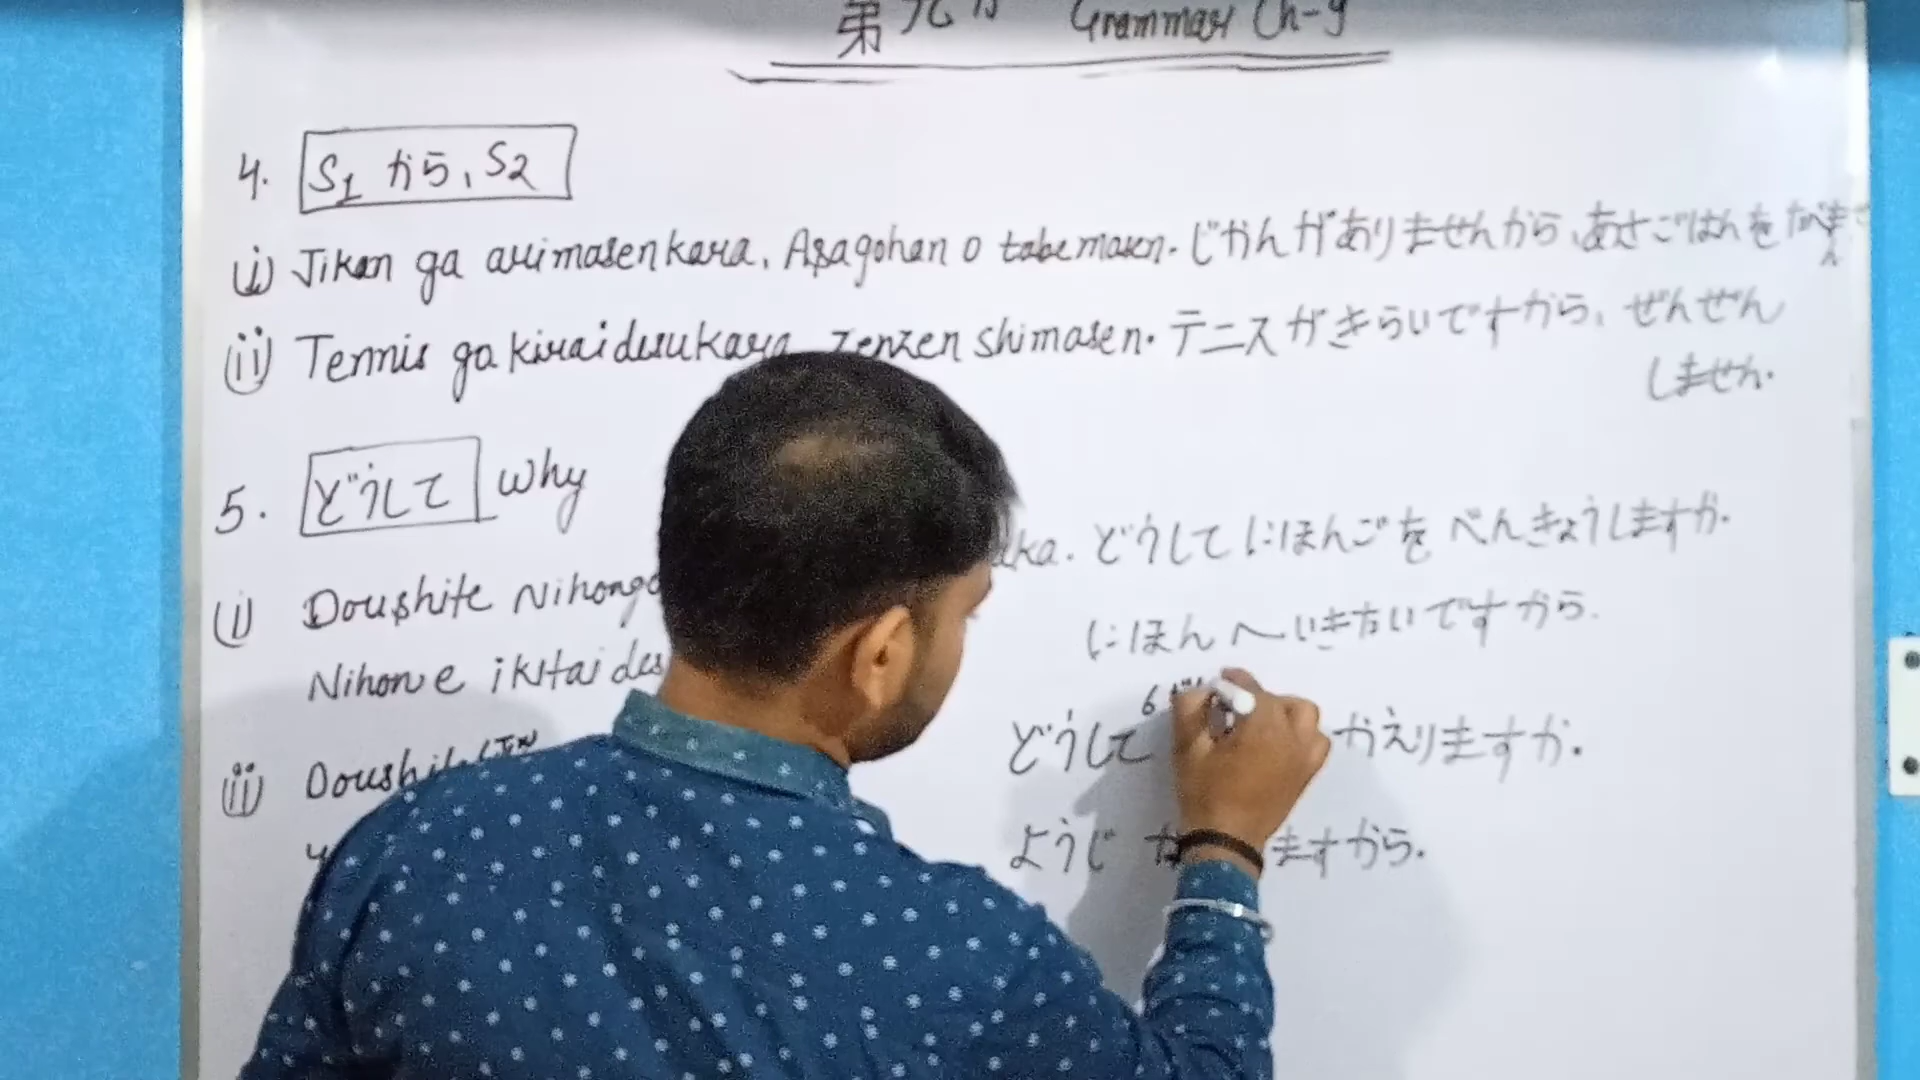 第九 Grammar Ch-9
4. S1 から、S2
(i) Jikan ga arimasen kara, Asagohan o tabemasen. じかんがありませんから、あさごはんをたべません
(ii) Tennis ga kirai desu kara, zenzen shimasen. テニスがきらいですから、ぜんぜん
しません.
5. どうして Why
(i) Doushite Nihongo ka. どうしてにほんごをべんきょうしますか.
Nihon e ikitai des にほんへいきたいですから.
(ii) Doushi どうして かえりますか.
ようじ ますから.